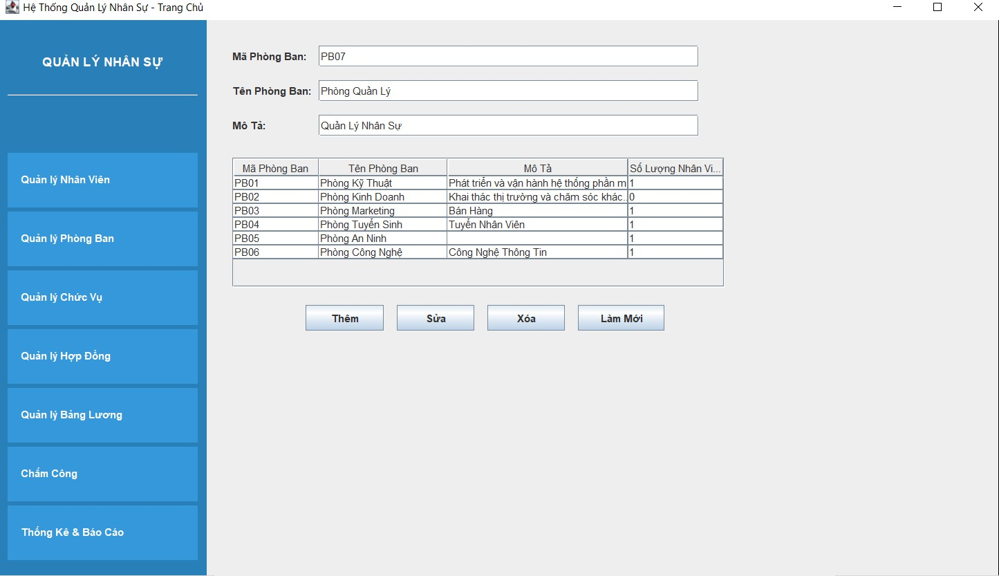 Hệ Thống Quản Lý Nhân Sự - Trang Chủ
QUẢN LÝ NHÂN SỰ
Quản lý Nhân Viên
Quản lý Phòng Ban
Quản lý Chức Vụ
Quản lý Hợp Đồng
Quản lý Bảng Lương
Chấm Công
Thống Kê & Báo Cáo
Mã Phòng Ban: PB07
Tên Phòng Ban: Phòng Quản Lý
Mô Tả: Quản Lý Nhân Sự
Mã Phòng Ban Tên Phòng Ban Mô Tả Số Lượng Nhân Vi...
PB01 Phòng Kỹ Thuật Phát triển và vận hành hệ thống phần m 1
PB02 Phòng Kinh Doanh Khai thác thị trường và chăm sóc khác... 0
PB03 Phòng Marketing Bán Hàng 1
PB04 Phòng Tuyển Sinh Tuyển Nhân Viên 1
PB05 Phòng An Ninh 1
PB06 Phòng Công Nghệ Công Nghệ Thông Tin 1
Thêm Sửa Xóa Làm Mới